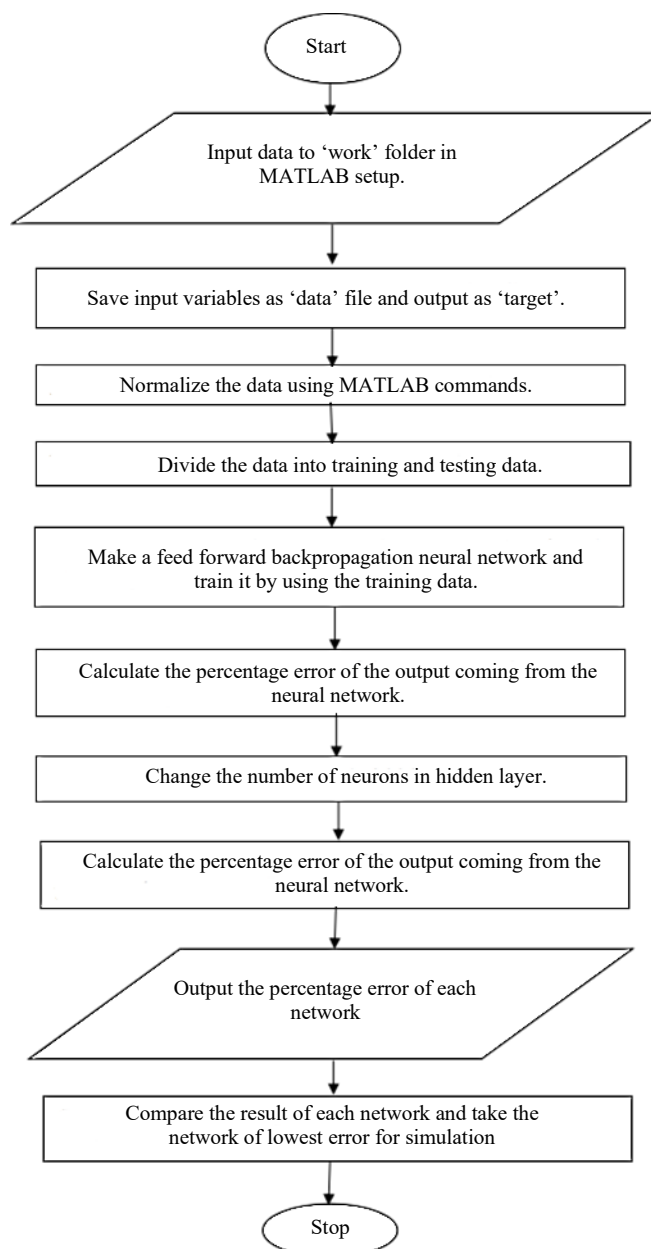 Start
Input data to ‘work’ folder in
MATLAB setup.
Save input variables as ‘data’ file and output as ‘target’.
Normalize the data using MATLAB commands.
Divide the data into training and testing data.
Make a feed forward backpropagation neural network and
train it by using the training data.
Calculate the percentage error of the output coming from the
neural network.
Change the number of neurons in hidden layer.
Calculate the percentage error of the output coming from the
neural network.
Output the percentage error of each
network
Compare the result of each network and take the
network of lowest error for simulation
Stop